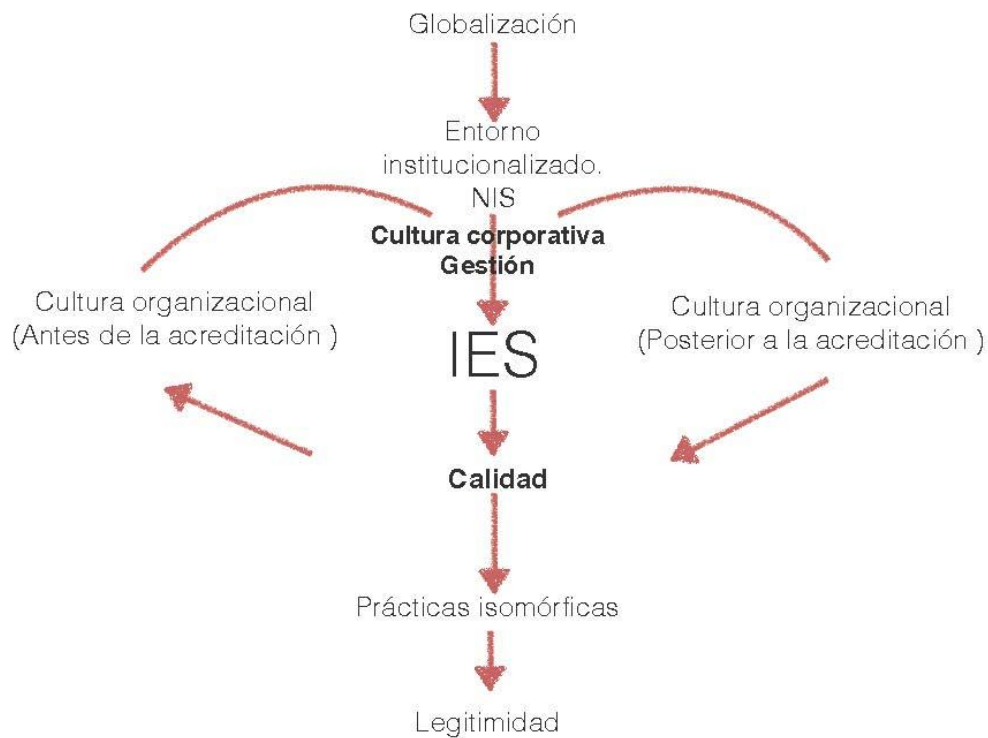 Globalización
Entorno
institucionalizado.
NIS
Cultura corporativa
Gestión
Cultura organizacional
(Antes de la acreditación )
IES
Cultura organizacional
(Posterior a la acreditación )
Calidad
Prácticas isomórficas
Legitimidad